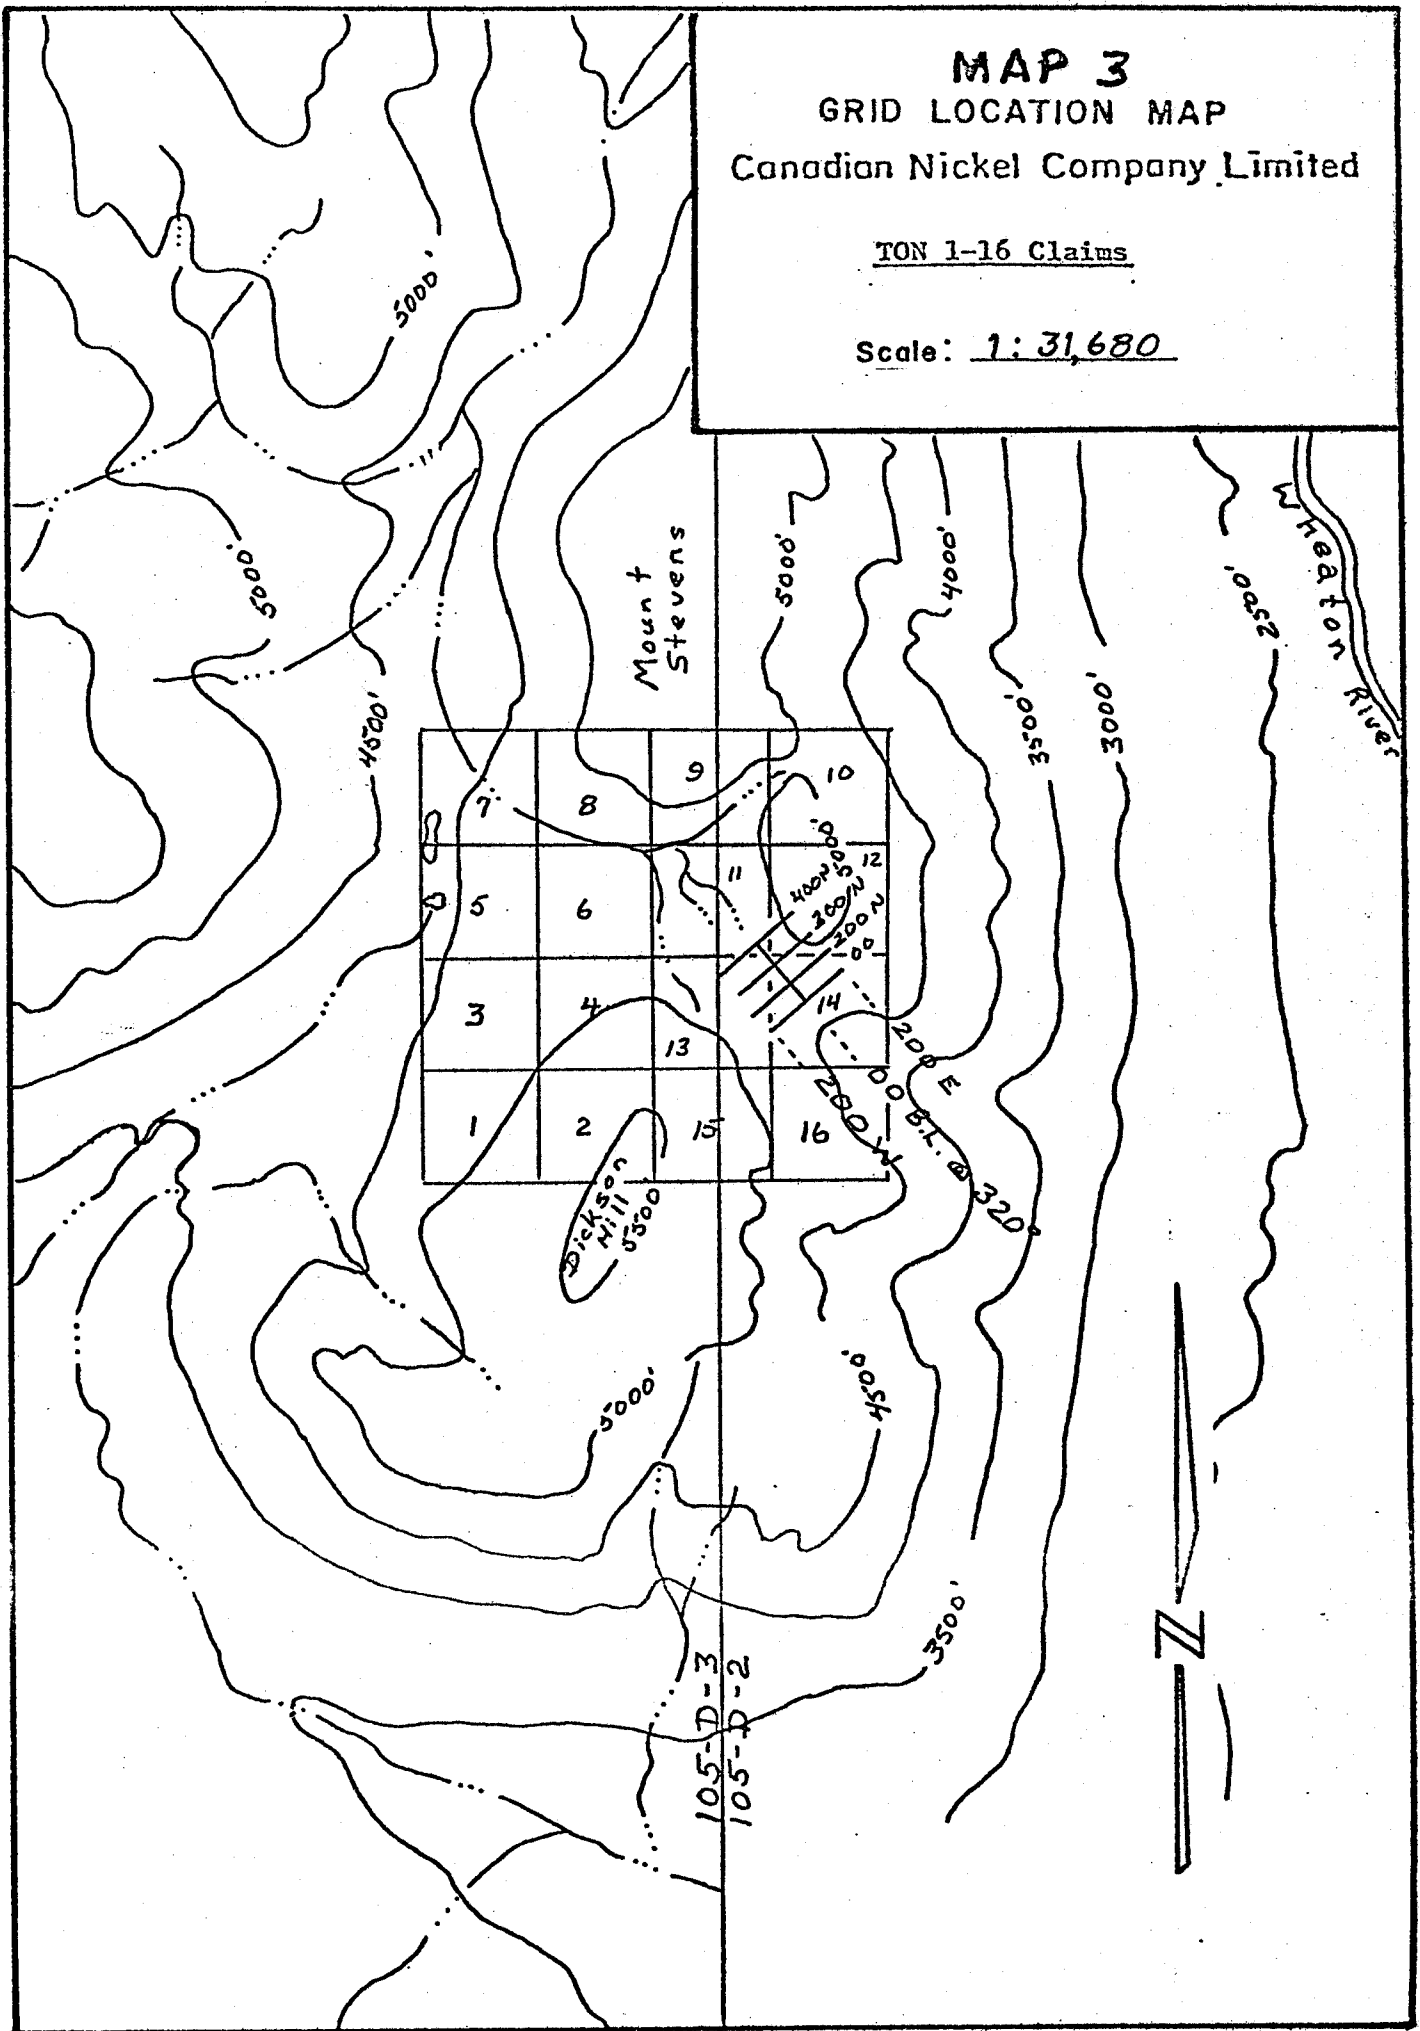 MAP 3
GRID LOCATION MAP
Canadian Nickel Company Limited
TON 1-16 Claims
Scale: 1:31,680
5000'
Wheaton River
5000'
Mount
Stevens
5000'
4000'
2500'
4500'
3500'
3000'
7
8
9
10
5
6
11
12
5000'
400N
300N
200N
00
3
4
13
14
1
2
15
16
200 E
00 B.L. @ 320°
200 W
Dickson
Hill
5500'
5000'
4500'
3500'
105-D-3
105-D-2
N